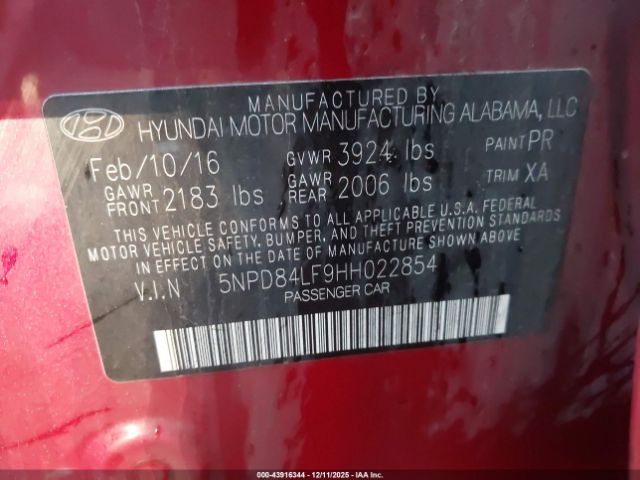 MANUFACTURED BY
HYUNDAI MOTOR MANUFACTURING ALABAMA, LLC
Feb/10/16 GVWR 3924 lbs PAINT PR
GAWR FRONT 2183 lbs GAWR REAR 2006 lbs TRIM XA
THIS VEHICLE CONFORMS TO ALL APPLICABLE U.S.A. FEDERAL
MOTOR VEHICLE SAFETY, BUMPER, AND THEFT PREVENTION STANDARDS
IN EFFECT ON THE DATE OF MANUFACTURE SHOWN ABOVE.
V.I.N 5NPD84LF9HH022854
PASSENGER CAR
000-43916344 - 12/11/2025 - IAA Inc.